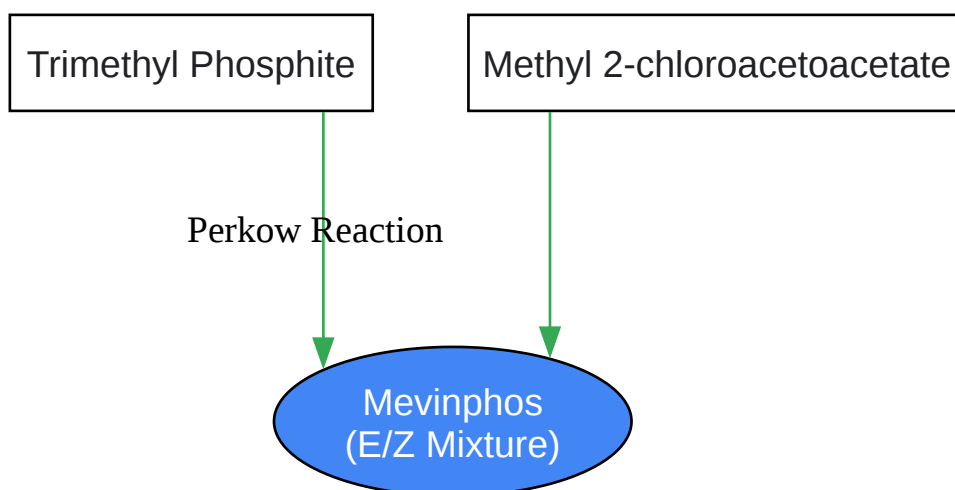 Trimethyl Phosphite
Methyl 2-chloroacetoacetate
Perkow Reaction
Mevinphos
(E/Z Mixture)